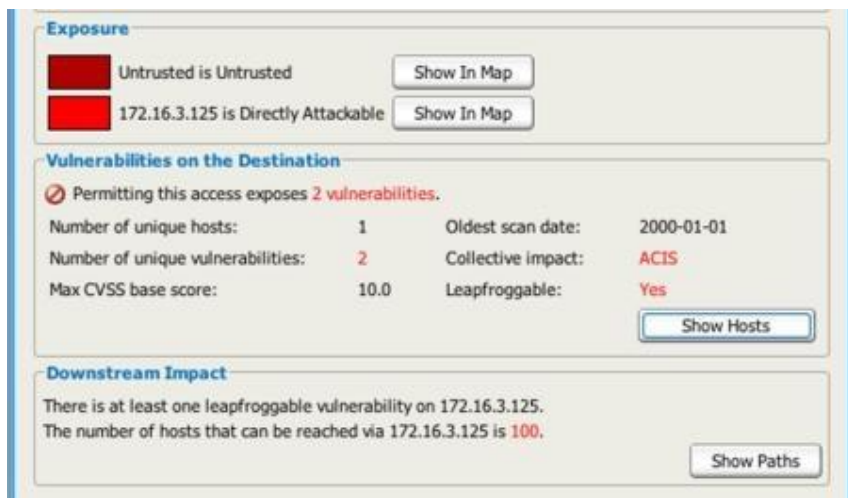 Exposure
Untrusted is Untrusted Show In Map
172.16.3.125 is Directly Attackable Show In Map
Vulnerabilities on the Destination
Permitting this access exposes 2 vulnerabilities.
Number of unique hosts: 1 Oldest scan date: 2000-01-01
Number of unique vulnerabilities: 2 Collective impact: ACIS
Max CVSS base score: 10.0 Leapfroggable: Yes
Show Hosts
Downstream Impact
There is at least one leapfroggable vulnerability on 172.16.3.125.
The number of hosts that can be reached via 172.16.3.125 is 100.
Show Paths